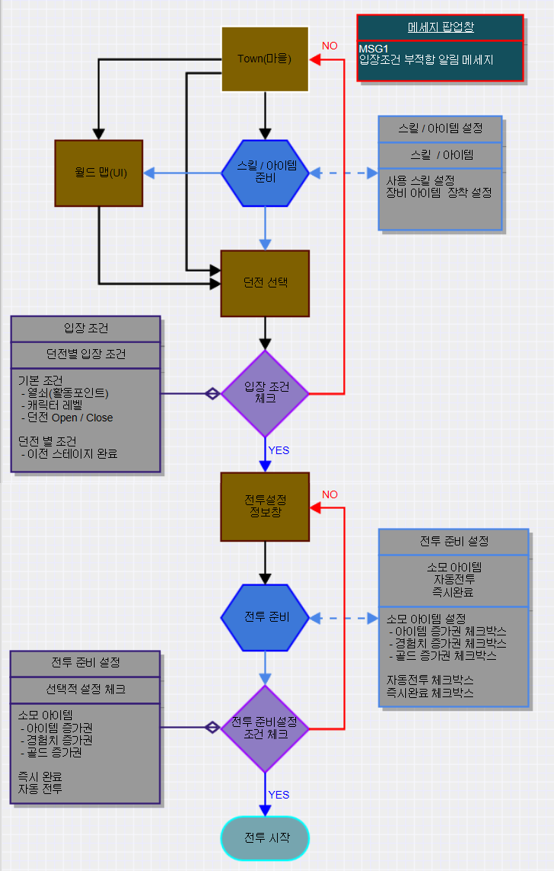 메세지 팝업창
MSG1
입장조건 부적합 알림 메세지
Town(마을)
NO
월드 맵(UI)
스킬 / 아이템
준비
스킬 / 아이템 설정
스킬 / 아이템
사용 스킬 설정
장비 아이템 장착 설정
던전 선택
입장 조건
던전별 입장 조건
기본 조건
- 열쇠(활동포인트)
- 캐릭터 레벨
- 던전 Open / Close
던전 별 조건
- 이전 스테이지 완료
입장 조건
체크
YES
전투설정
정보창
NO
전투 준비
전투 준비 설정
소모 아이템
자동전투
즉시완료
소모 아이템 설정
- 아이템 증가권 체크박스
- 경험치 증가권 체크박스
- 골드 증가권 체크박스
자동전투 체크박스
즉시완료 체크박스
전투 준비 설정
선택적 설정 체크
소모 아이템
- 아이템 증가권
- 경험치 증가권
- 골드 증가권
즉시 완료
자동 전투
전투 준비설정
조건 체크
YES
전투 시작